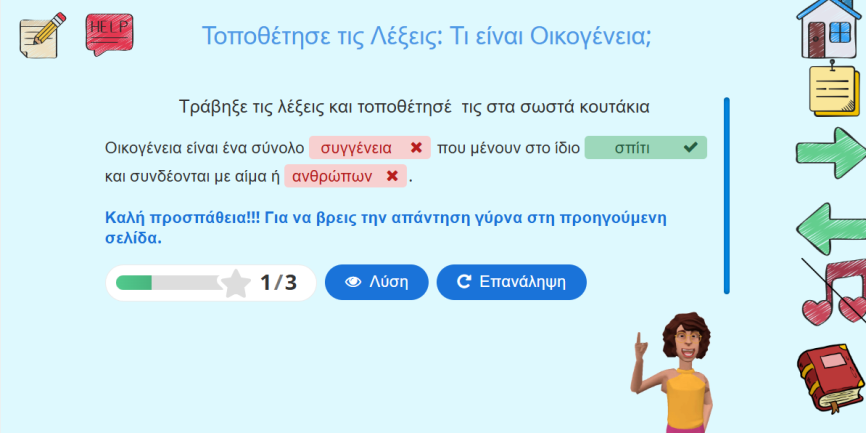 HELP
Τοποθέτησε τις Λέξεις: Τι είναι Οικογένεια;
Τράβηξε τις λέξεις και τοποθέτησέ τις στα σωστά κουτάκια
Οικογένεια είναι ένα σύνολο συγγένεια ✖ που μένουν στο ίδιο σπίτι ✔
και συνδέονται με αίμα ή ανθρώπων ✖ .
Καλή προσπάθεια!!! Για να βρεις την απάντηση γύρνα στη προηγούμενη
σελίδα.
1/3 Λύση Επανάληψη